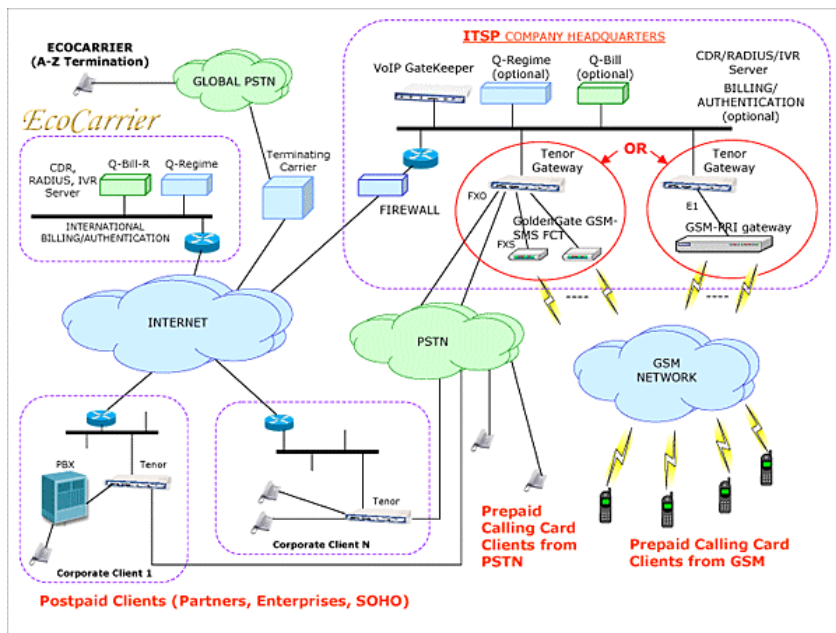 ECOCARRIER
(A-Z Termination)
GLOBAL PSTN
EcoCarrier
CDR,
RADIUS, IVR
Server
Q-Bill-R
Q-Regime
INTERNATIONAL
BILLING/AUTHENTICATION
Terminating
Carrier
ITSP COMPANY HEADQUARTERS
VoIP GateKeeper
Q-Regime
(optional)
Q-Bill
(optional)
CDR/RADIUS/IVR
Server
BILLING/
AUTHENTICATION
(optional)
FIREWALL
Tenor
Gateway
OR
Tenor
Gateway
FXO
GoldenGate GSM-
SMS FCT
FXS
E1
GSM-PRI gateway
INTERNET
PSTN
GSM
NETWORK
PBX
Tenor
Corporate Client 1
Tenor
Corporate Client N
Prepaid
Calling Card
Clients from
PSTN
Prepaid Calling Card
Clients from GSM
Postpaid Clients (Partners, Enterprises, SOHO)